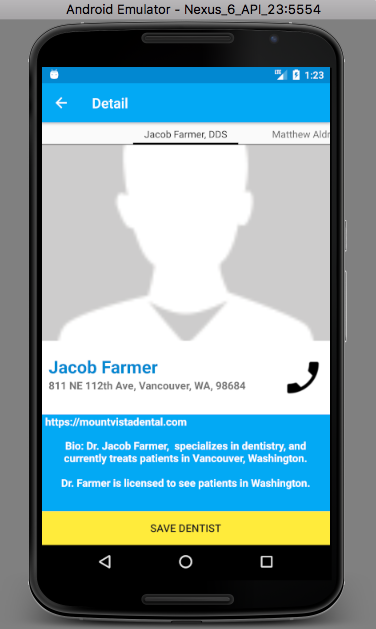 Android Emulator - Nexus_6_API_23:5554
LTE 1:23
Detail
Jacob Farmer, DDS Matthew Aldr
Jacob Farmer
811 NE 112th Ave, Vancouver, WA, 98684
https://mountvistadental.com
Bio: Dr. Jacob Farmer,  specializes in dentistry, and
currently treats patients in Vancouver, Washington.
Dr. Farmer is licensed to see patients in Washington.
SAVE DENTIST